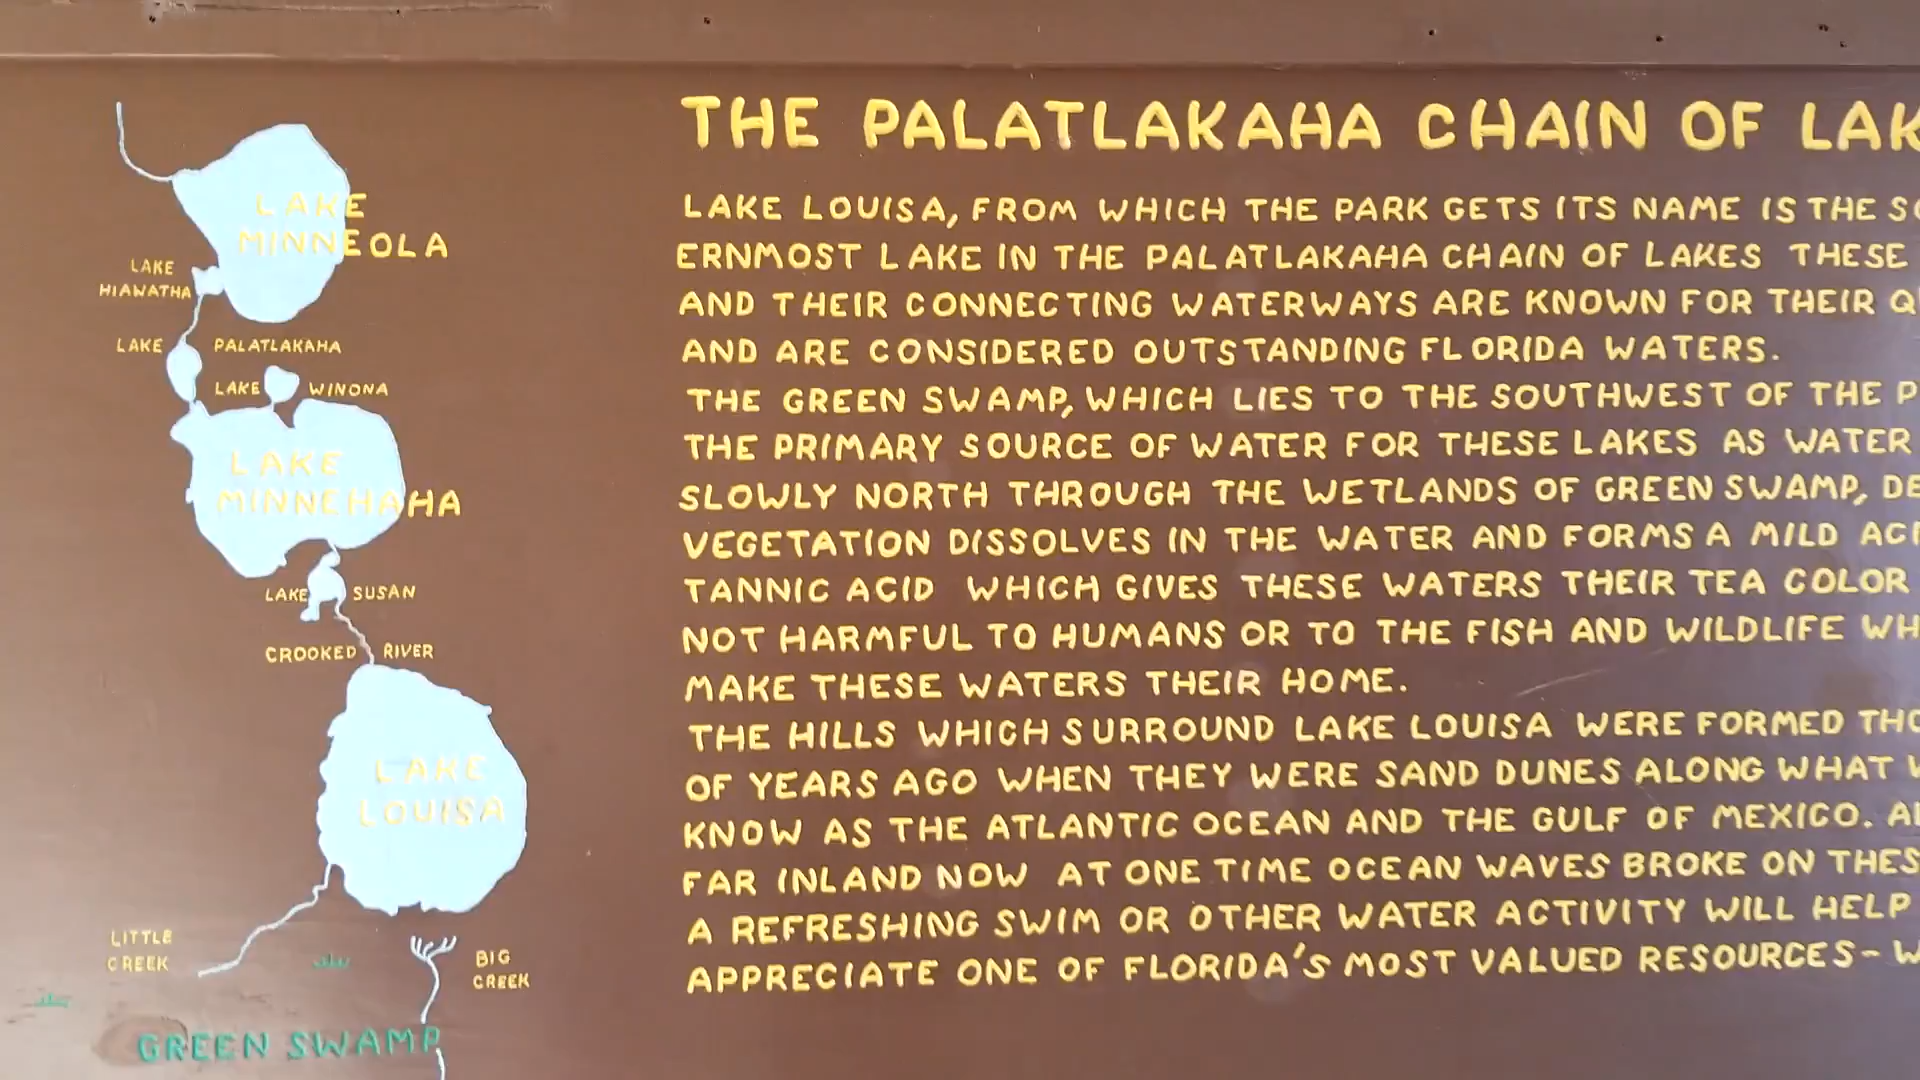 THE PALATLAKAHA CHAIN OF LAK
LAKE LOUISA, FROM WHICH THE PARK GETS ITS NAME IS THE SO
ERNMOST LAKE IN THE PALATLAKAHA CHAIN OF LAKES THESE
AND THEIR CONNECTING WATERWAYS ARE KNOWN FOR THEIR QU
AND ARE CONSIDERED OUTSTANDING FLORIDA WATERS.
THE GREEN SWAMP, WHICH LIES TO THE SOUTHWEST OF THE P
THE PRIMARY SOURCE OF WATER FOR THESE LAKES AS WATER
SLOWLY NORTH THROUGH THE WETLANDS OF GREEN SWAMP, DE
VEGETATION DISSOLVES IN THE WATER AND FORMS A MILD ACI
TANNIC ACID WHICH GIVES THESE WATERS THEIR TEA COLOR
NOT HARMFUL TO HUMANS OR TO THE FISH AND WILDLIFE WH
MAKE THESE WATERS THEIR HOME.
THE HILLS WHICH SURROUND LAKE LOUISA WERE FORMED THO
OF YEARS AGO WHEN THEY WERE SAND DUNES ALONG WHAT W
KNOW AS THE ATLANTIC OCEAN AND THE GULF OF MEXICO. AL
FAR INLAND NOW AT ONE TIME OCEAN WAVES BROKE ON THES
A REFRESHING SWIM OR OTHER WATER ACTIVITY WILL HELP
APPRECIATE ONE OF FLORIDA'S MOST VALUED RESOURCES- W
LAKE
MINNEOLA
LAKE
HIAWATHA
LAKE PALATLAKAHA
LAKE WINONA
LAKE
MINNEHAHA
LAKE SUSAN
CROOKED RIVER
LAKE
LOUISA
LITTLE
CREEK
BIG
CREEK
GREEN SWAMP